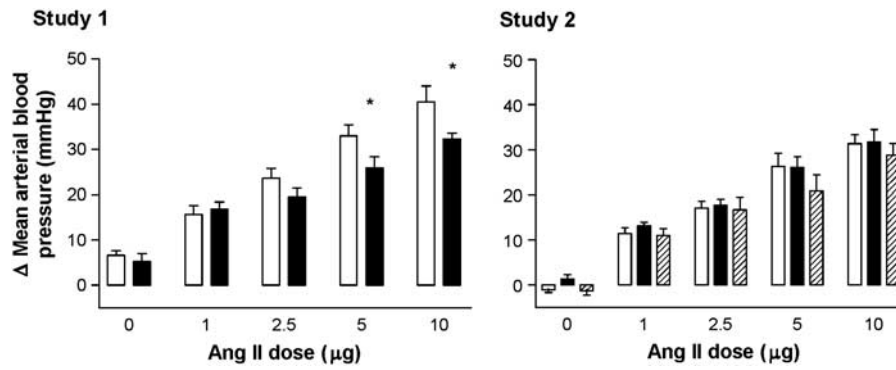 Study 1
Study 2
Δ Mean arterial blood
pressure (mmHg)
50
40
30
20
10
0
*
*
0 1 2.5 5 10
Ang II dose (μg)
50
40
30
20
10
0
0 1 2.5 5 10
Ang II dose (μg)